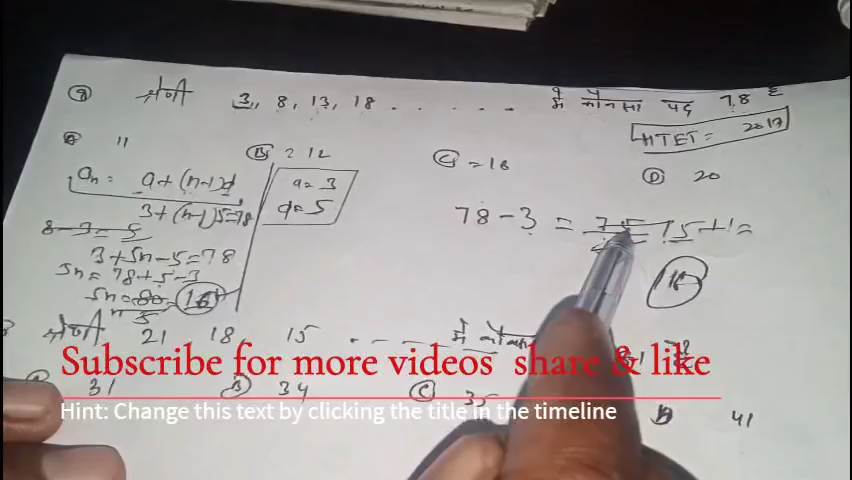 श्रेणी 3, 8, 13, 18 . . . . . . में कौनसा पद 78 है
HTET = 2017
A 11 B = 12 C = 16 D 20
an = a+(n-1)d
a = 3
d = 5
78 - 3 = 75 15+1 =
3+(n-1)5=78
8-3=5
3+5n-5=78
5n = 78+5-3
5n = 80
16
16
श्रेणी 21 18, 15 . . . . में
Subscribe for more videos share & like
31 B 34 C 35
Hint: Change this text by clicking the title in the timeline
D 41